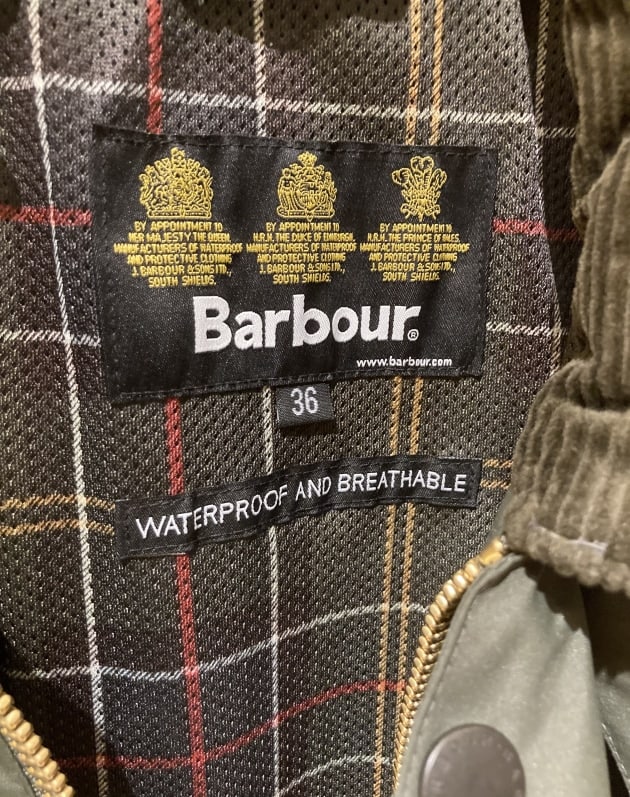 BY APPOINTMENT TO
HER MAJESTY THE QUEEN
MANUFACTURERS OF WATERPROOF
AND PROTECTIVE CLOTHING
J. BARBOUR & SONS LTD.,
SOUTH SHIELDS.
BY APPOINTMENT TO
H.R.H. THE DUKE OF EDINBURGH
MANUFACTURERS OF WATERPROOF
AND PROTECTIVE CLOTHING
J. BARBOUR & SONS LTD.,
SOUTH SHIELDS.
BY APPOINTMENT TO
H.R.H. THE PRINCE OF WALES
MANUFACTURERS OF WATERPROOF
AND PROTECTIVE CLOTHING
J. BARBOUR & SONS LTD.,
SOUTH SHIELDS.
Barbour®
www.barbour.com
36
WATERPROOF AND BREATHABLE